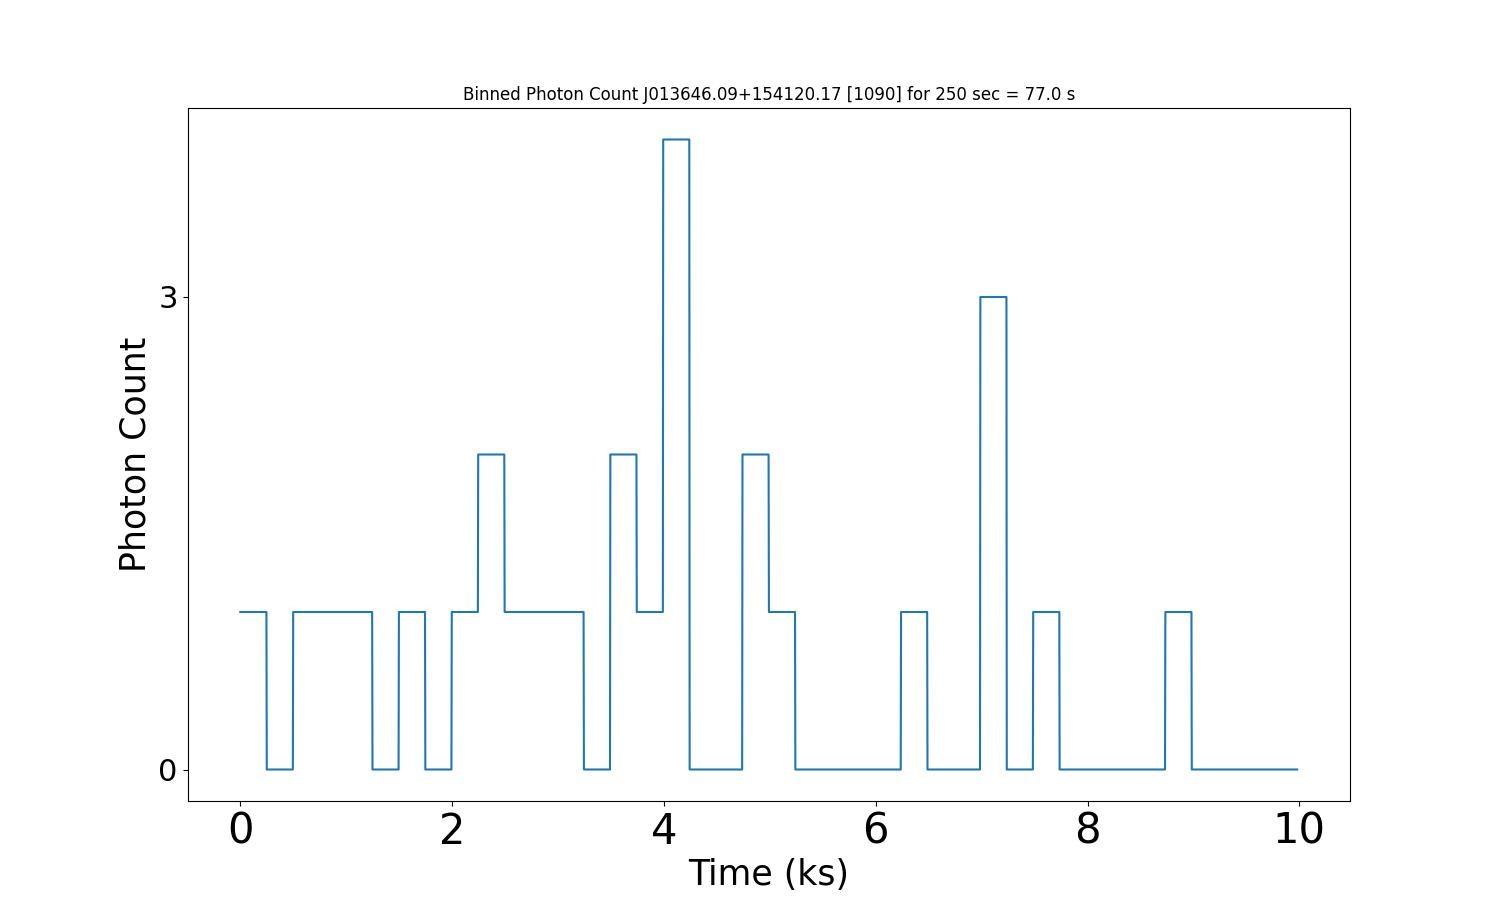 Binned Photon Count J013646.09+154120.17 [1090] for 250 sec = 77.0 s
3
Photon Count
0
0 2 4 6 8 10
Time (ks)